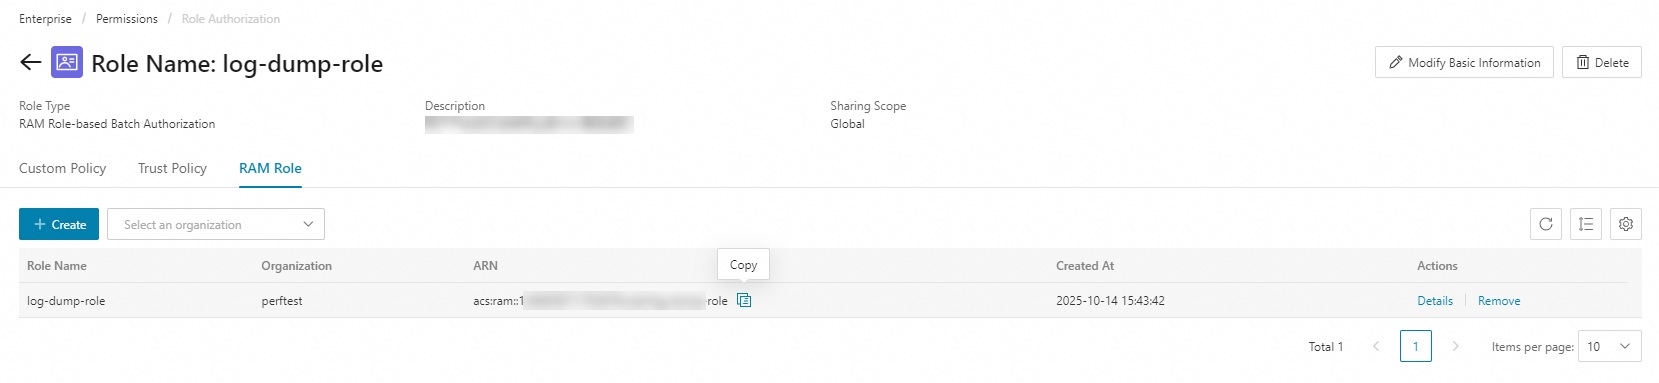 Enterprise / Permissions / Role Authorization
Role Name: log-dump-role
Modify Basic Information
Delete
Role Type
Description
Sharing Scope
RAM Role-based Batch Authorization
Global
Custom Policy
Trust Policy
RAM Role
+ Create
Select an organization
Copy
Role Name
Organization
ARN
Created At
Actions
log-dump-role
perftest
acs:ram::1
-role
2025-10-14 15:43:42
Details
Remove
Total 1
1
Items per page:
10